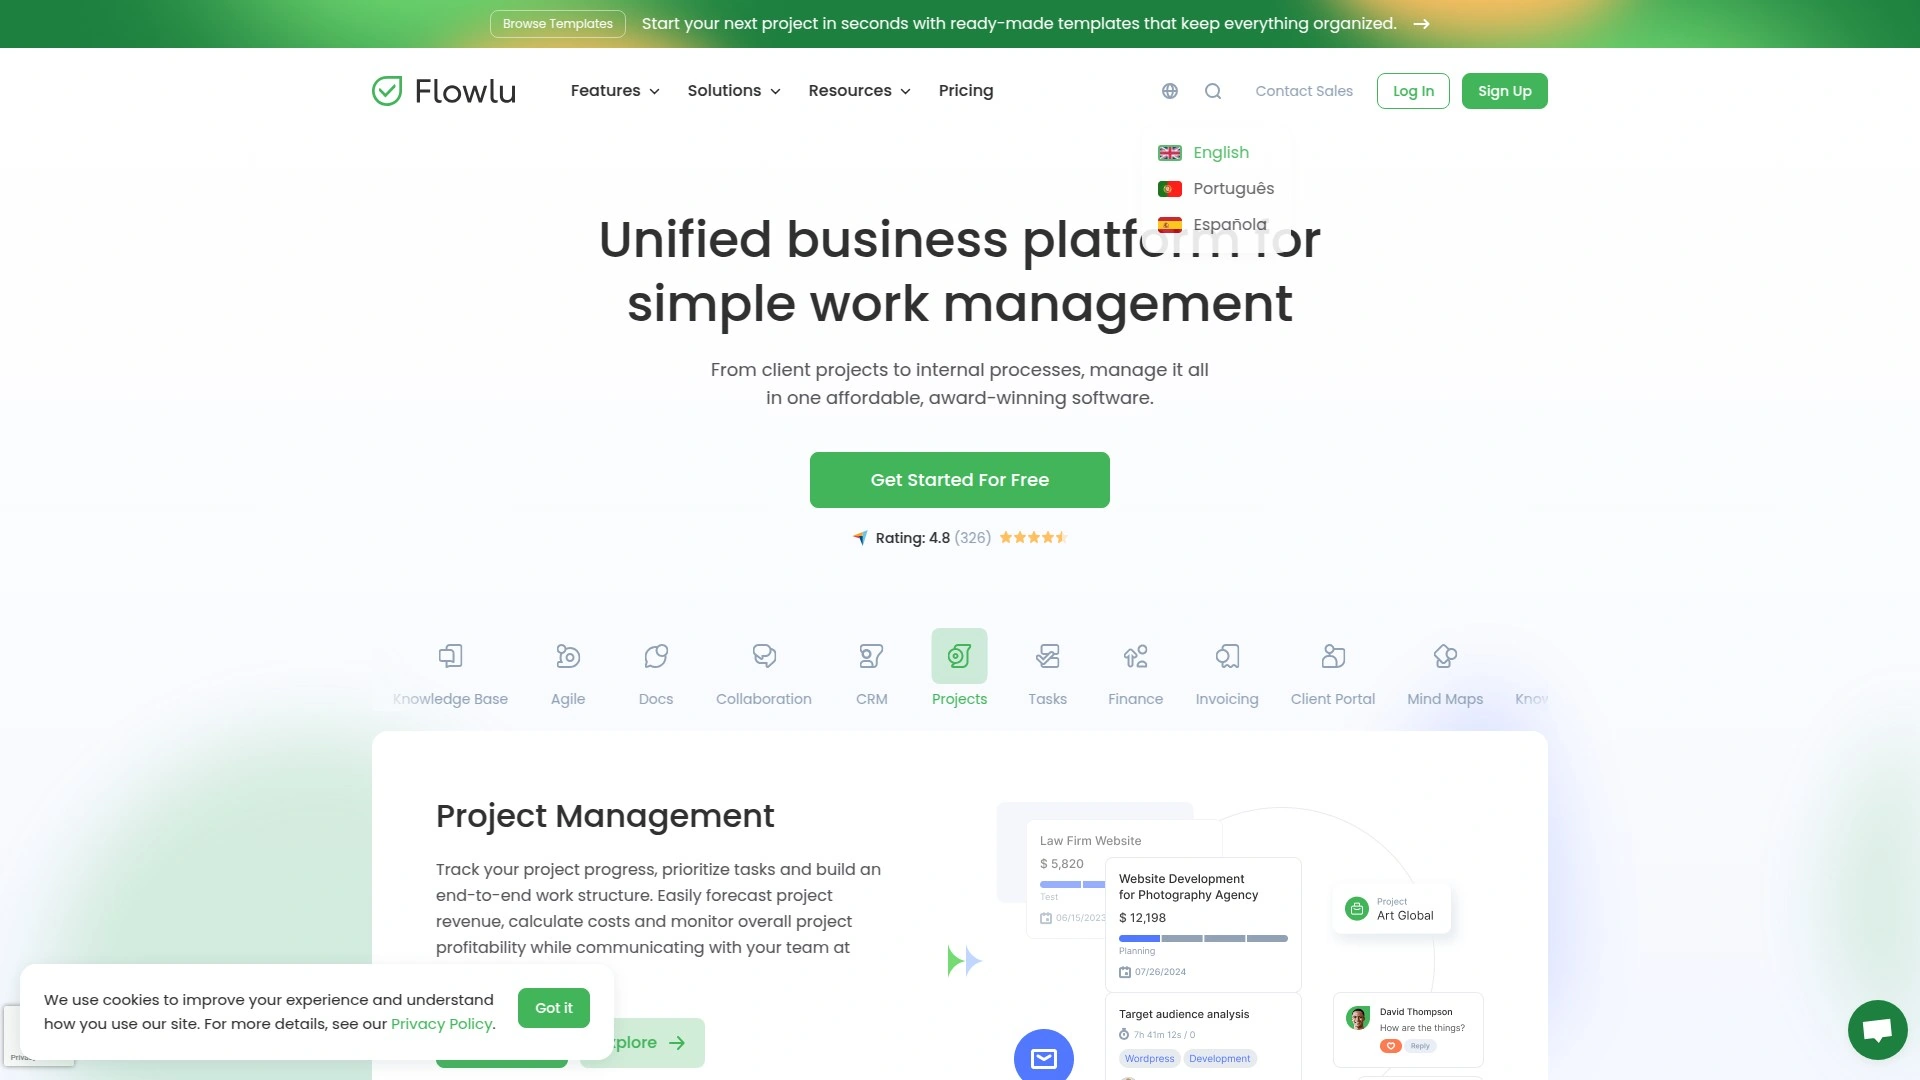 Browse Templates Start your next project in seconds with ready-made templates that keep everything organized.
Flowlu Features Solutions Resources Pricing Contact Sales Log In Sign Up
English
Português
Española
Unified business platform for
simple work management
From client projects to internal processes, manage it all
in one affordable, award-winning software.
Get Started For Free
Rating: 4.8 (326)
Knowledge Base Agile Docs Collaboration CRM Projects Tasks Finance Invoicing Client Portal Mind Maps Know
Project Management
Track your project progress, prioritize tasks and build an
end-to-end work structure. Easily forecast project
revenue, calculate costs and monitor overall project
profitability while communicating with your team at
Law Firm Website
$ 5,820
Test
06/15/2023
Website Development
for Photography Agency
$ 12,198
Planning
07/26/2024
Project
Art Global
Target audience analysis
7h 41m 12s / 0
Wordpress Development
David Thompson
How are the things?
Reply
We use cookies to improve your experience and understand
how you use our site. For more details, see our Privacy Policy.
Got it
plore